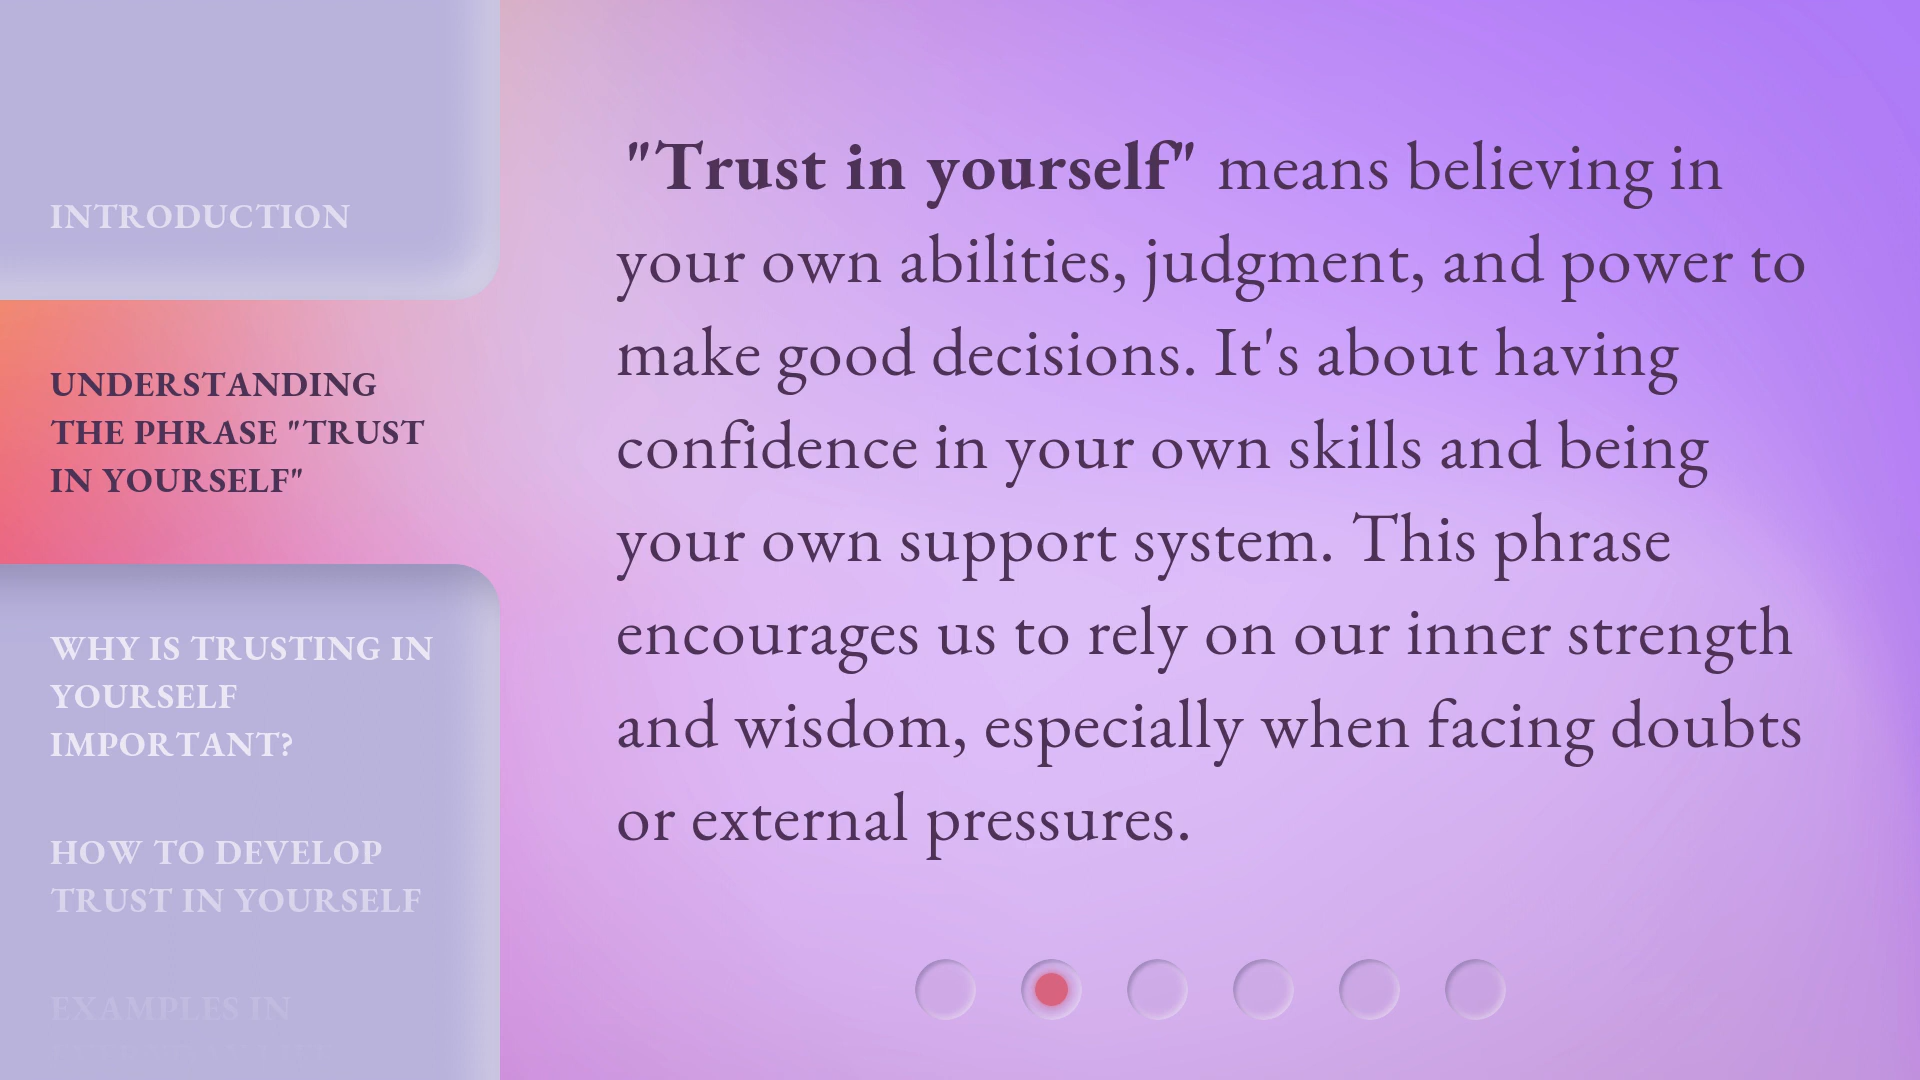 INTRODUCTION
UNDERSTANDING
THE PHRASE "TRUST
IN YOURSELF"
WHY IS TRUSTING IN
YOURSELF
IMPORTANT?
HOW TO DEVELOP
TRUST IN YOURSELF
EXAMPLES IN
"Trust in yourself" means believing in
your own abilities, judgment, and power to
make good decisions. It's about having
confidence in your own skills and being
your own support system. This phrase
encourages us to rely on our inner strength
and wisdom, especially when facing doubts
or external pressures.